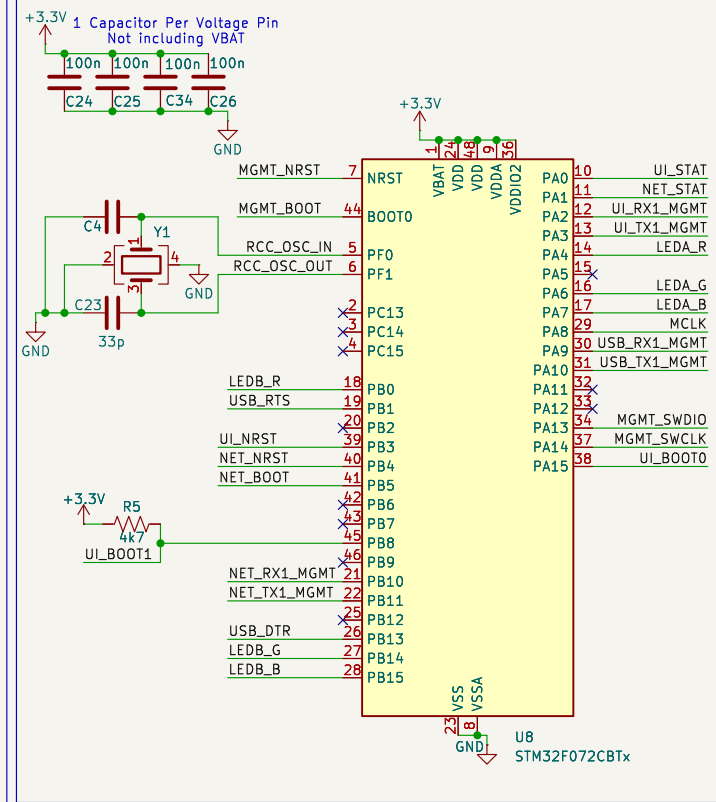 +3.3V
1 Capacitor Per Voltage Pin
Not including VBAT
100n 100n 100n 100n
C24 C25 C34 C26
GND
+3.3V
1 24 48 9 36
VBAT VDD VDD VDDA VDDIO2
MGMT_NRST 7 NRST
MGMT_BOOT 44 BOOT0
RCC_OSC_IN 5 PF0
RCC_OSC_OUT 6 PF1
C4
Y1
1
2 4
3
GND
C23
33p
GND
2 PC13
3 PC14
4 PC15
LEDB_R 18 PB0
USB_RTS 19 PB1
20 PB2
UI_NRST 39 PB3
NET_NRST 40 PB4
NET_BOOT 41 PB5
42 PB6
43 PB7
45 PB8
46 PB9
+3.3V
R5
4k7
UI_BOOT1
NET_RX1_MGMT 21 PB10
NET_TX1_MGMT 22 PB11
25 PB12
USB_DTR 26 PB13
LEDB_G 27 PB14
LEDB_B 28 PB15
PA0 10 UI_STAT
PA1 11 NET_STAT
PA2 12 UI_RX1_MGMT
PA3 13 UI_TX1_MGMT
PA4 14 LEDA_R
PA5 15
PA6 16 LEDA_G
PA7 17 LEDA_B
PA8 29 MCLK
PA9 30 USB_RX1_MGMT
PA10 31 USB_TX1_MGMT
PA11 32
PA12 33
PA13 34 MGMT_SWDIO
PA14 37 MGMT_SWCLK
PA15 38 UI_BOOT0
VSS VSSA
23 8
GND
U8
STM32F072CBTx